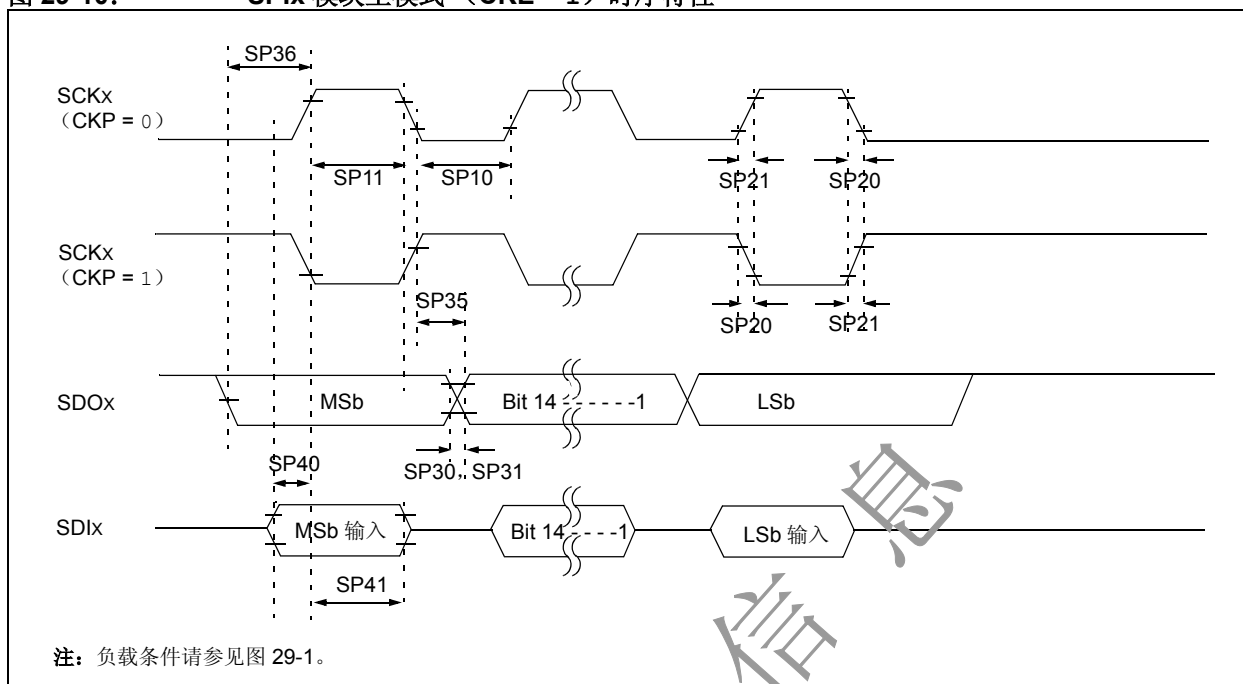 SP36
SCKx
（CKP = 0）
SP11
SP10
SP21
SP20
SCKx
（CKP = 1）
SP35
SP20
SP21
SDOx
MSb
Bit 14 - - - - - -1
LSb
SP40
SP30，SP31
SDIx
MSb 输入
Bit 14 - - - -1
LSb 输入
SP41
信 息
注：负载条件请参见图 29-1。